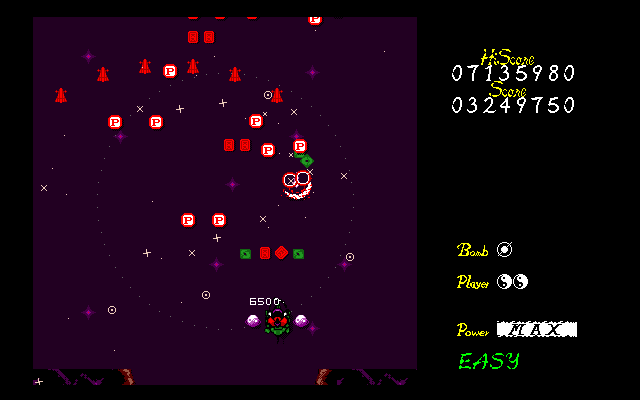 P
HiScore
07135980
Score
03249750
P
P
P
P
P
P
P
P
Bomb
Player
6500
Power MAX
EASY